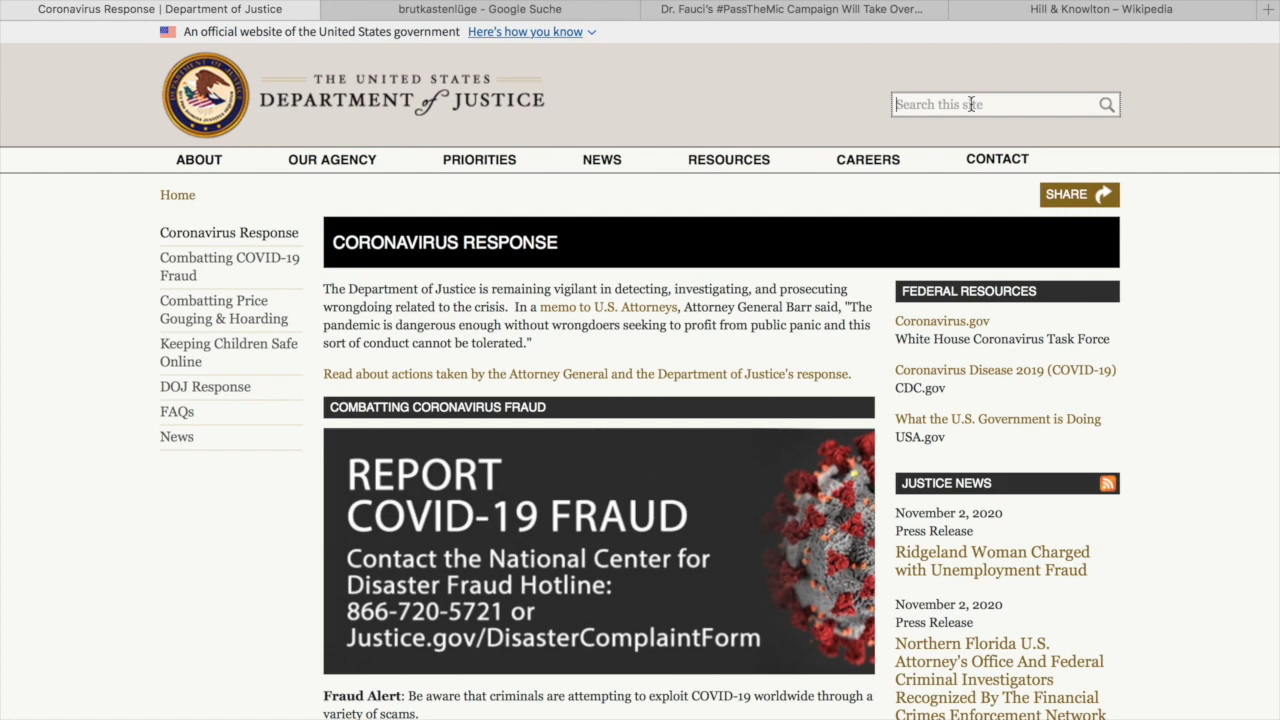 Coronavirus Response | Department of Justice
brutkastenlüge - Google Suche
Dr. Fauci's #PassTheMic Campaign Will Take Over...
Hill & Knowlton – Wikipedia
An official website of the United States government Here's how you know
THE UNITED STATES
DEPARTMENT of JUSTICE
Search this site
ABOUT
OUR AGENCY
PRIORITIES
NEWS
RESOURCES
CAREERS
CONTACT
Home
SHARE
Coronavirus Response
Combatting COVID-19
Fraud
Combatting Price
Gouging & Hoarding
Keeping Children Safe
Online
DOJ Response
FAQs
News
CORONAVIRUS RESPONSE
The Department of Justice is remaining vigilant in detecting, investigating, and prosecuting
wrongdoing related to the crisis. In a memo to U.S. Attorneys, Attorney General Barr said, "The
pandemic is dangerous enough without wrongdoers seeking to profit from public panic and this
sort of conduct cannot be tolerated."
Read about actions taken by the Attorney General and the Department of Justice's response.
COMBATTING CORONAVIRUS FRAUD
REPORT
COVID-19 FRAUD
Contact the National Center for
Disaster Fraud Hotline:
866-720-5721 or
Justice.gov/DisasterComplaintForm
Fraud Alert: Be aware that criminals are attempting to exploit COVID-19 worldwide through a
variety of scams.
FEDERAL RESOURCES
Coronavirus.gov
White House Coronavirus Task Force
Coronavirus Disease 2019 (COVID-19)
CDC.gov
What the U.S. Government is Doing
USA.gov
JUSTICE NEWS
November 2, 2020
Press Release
Ridgeland Woman Charged
with Unemployment Fraud
November 2, 2020
Press Release
Northern Florida U.S.
Attorney's Office And Federal
Criminal Investigators
Recognized By The Financial
Crimes Enforcement Network